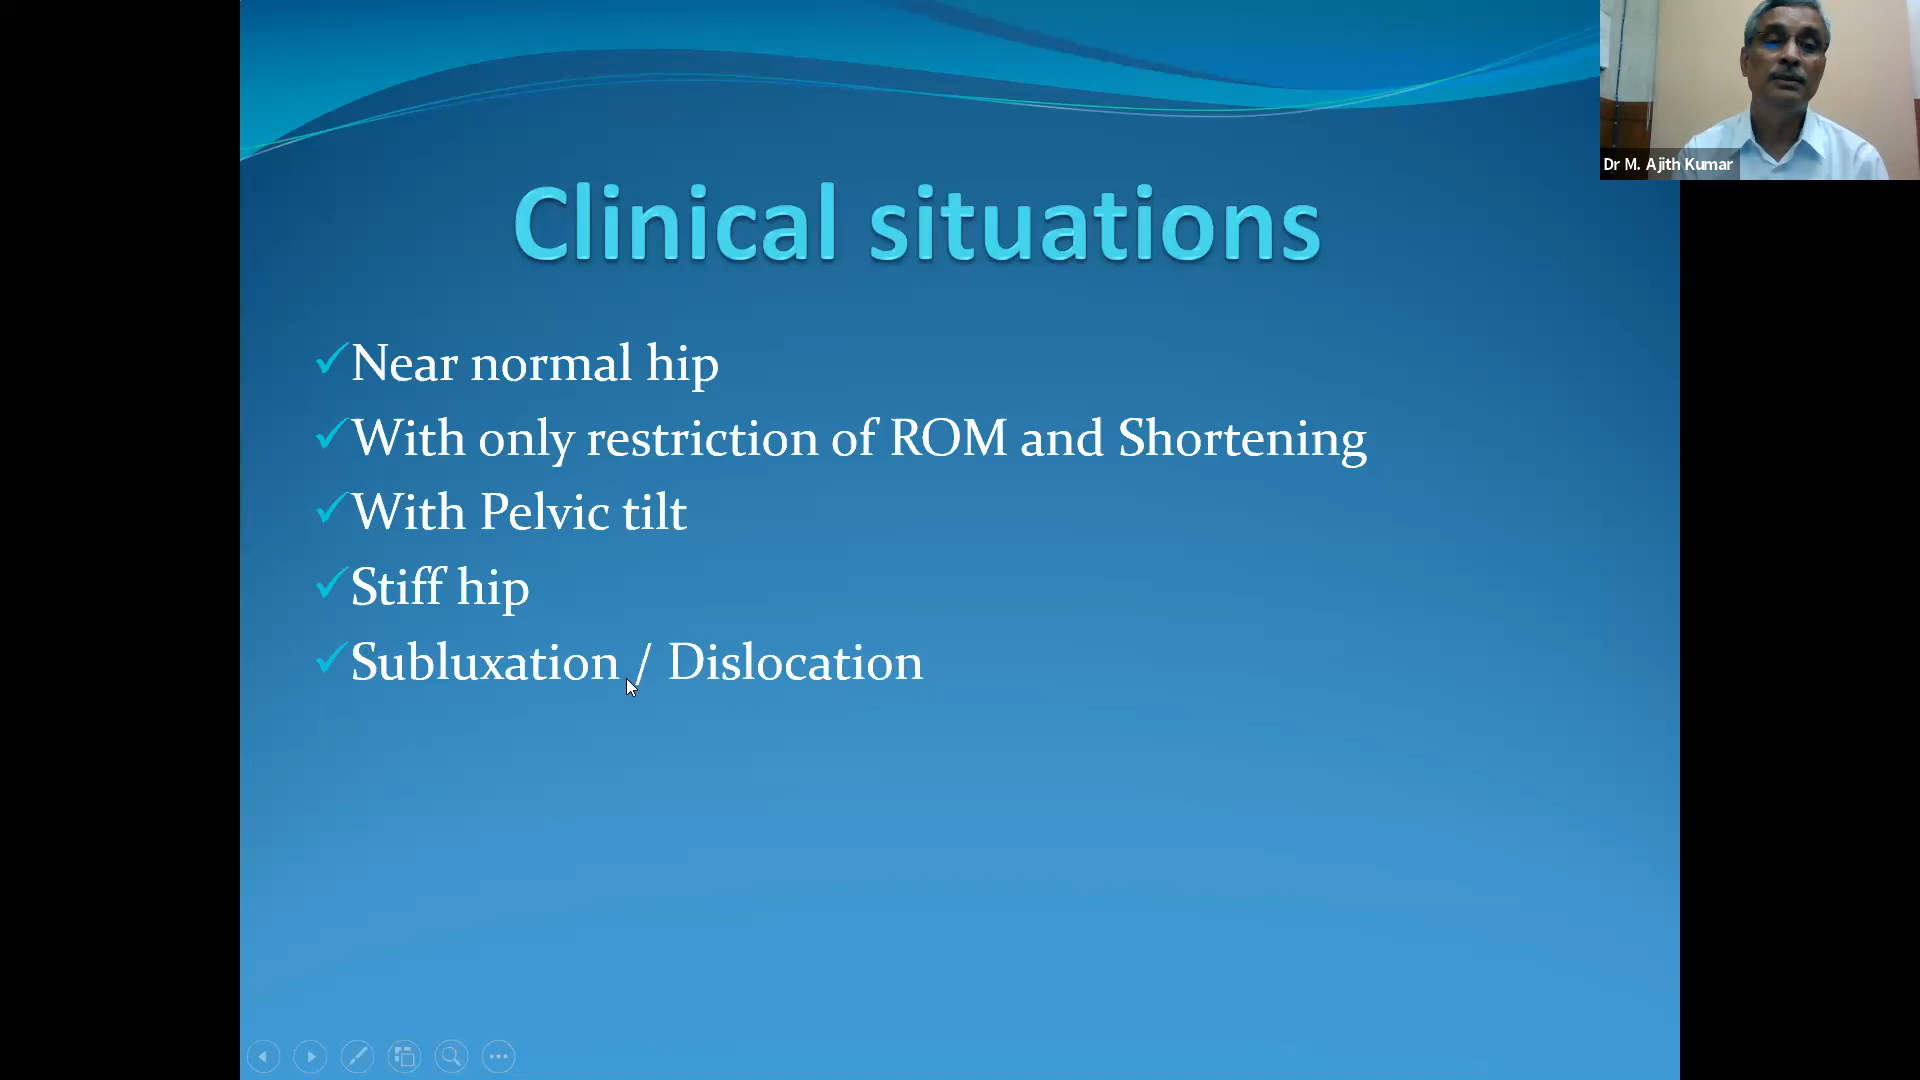 Dr M. Ajith Kumar
Clinical situations
Near normal hip
With only restriction of ROM and Shortening
With Pelvic tilt
Stiff hip
Subluxation / Dislocation